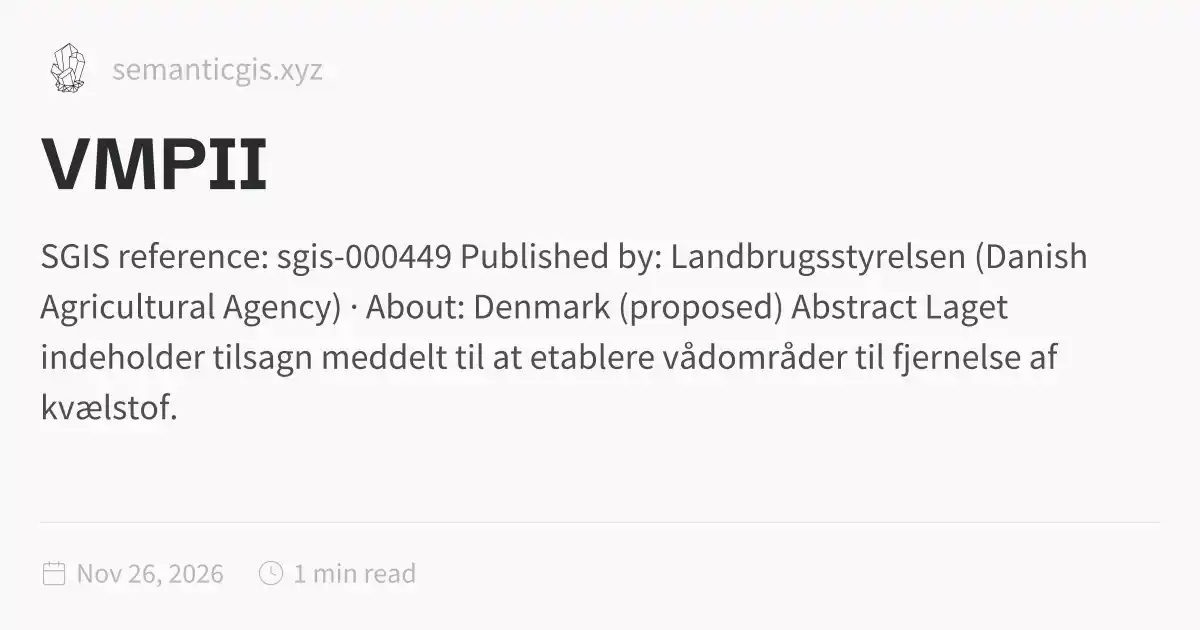 semanticgis.xyz
VMPII
SGIS reference: sgis-000449 Published by: Landbrugsstyrelsen (Danish
Agricultural Agency) · About: Denmark (proposed) Abstract Laget
indeholder tilsagn meddelt til at etablere vådområder til fjernelse af
kvælstof.
Nov 26, 2026 1 min read